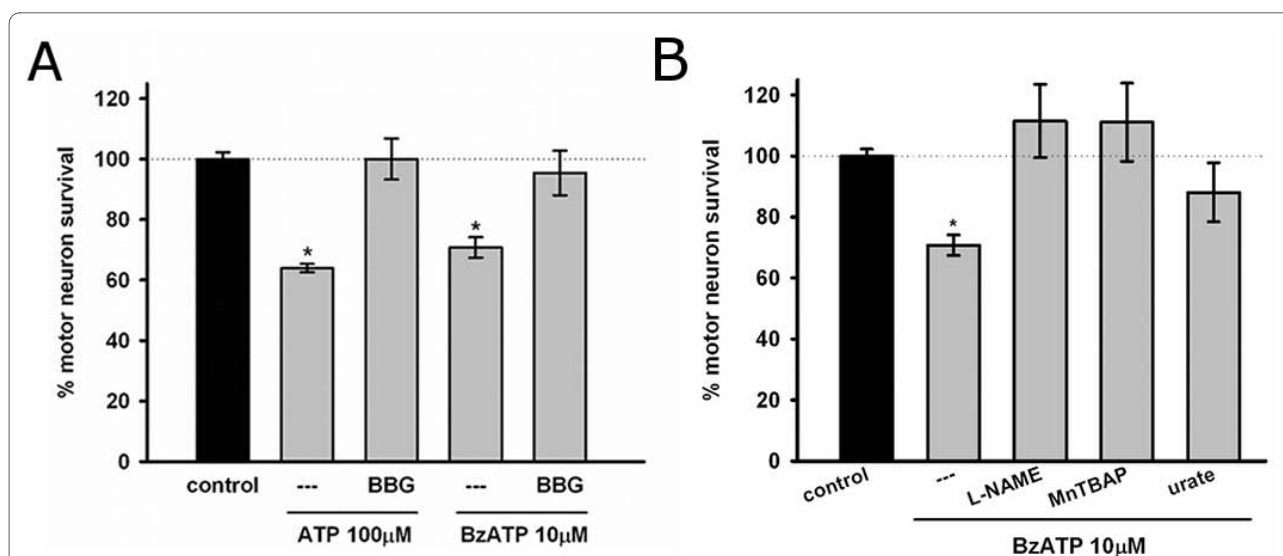 A
% motor neuron survival
120
100
80
60
40
20
0
*
*
control --- BBG --- BBG
ATP 100μM BzATP 10μM
B
% motor neuron survival
120
100
80
60
40
20
0
*
control --- L-NAME MnTBAP urate
BzATP 10μM